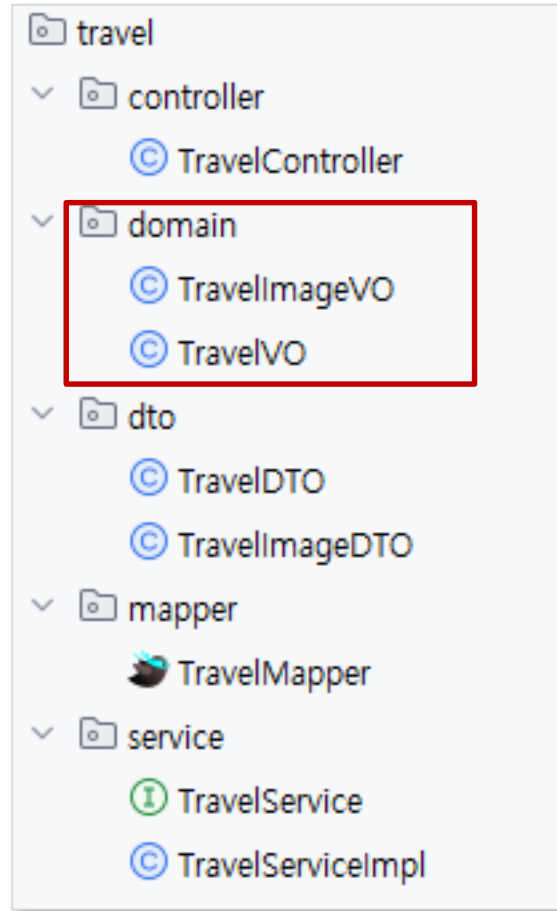 travel
controller
C TravelController
domain
C TravelImageVO
C TravelVO
dto
C TravelDTO
C TravelImageDTO
mapper
TravelMapper
service
I TravelService
C TravelServiceImpl